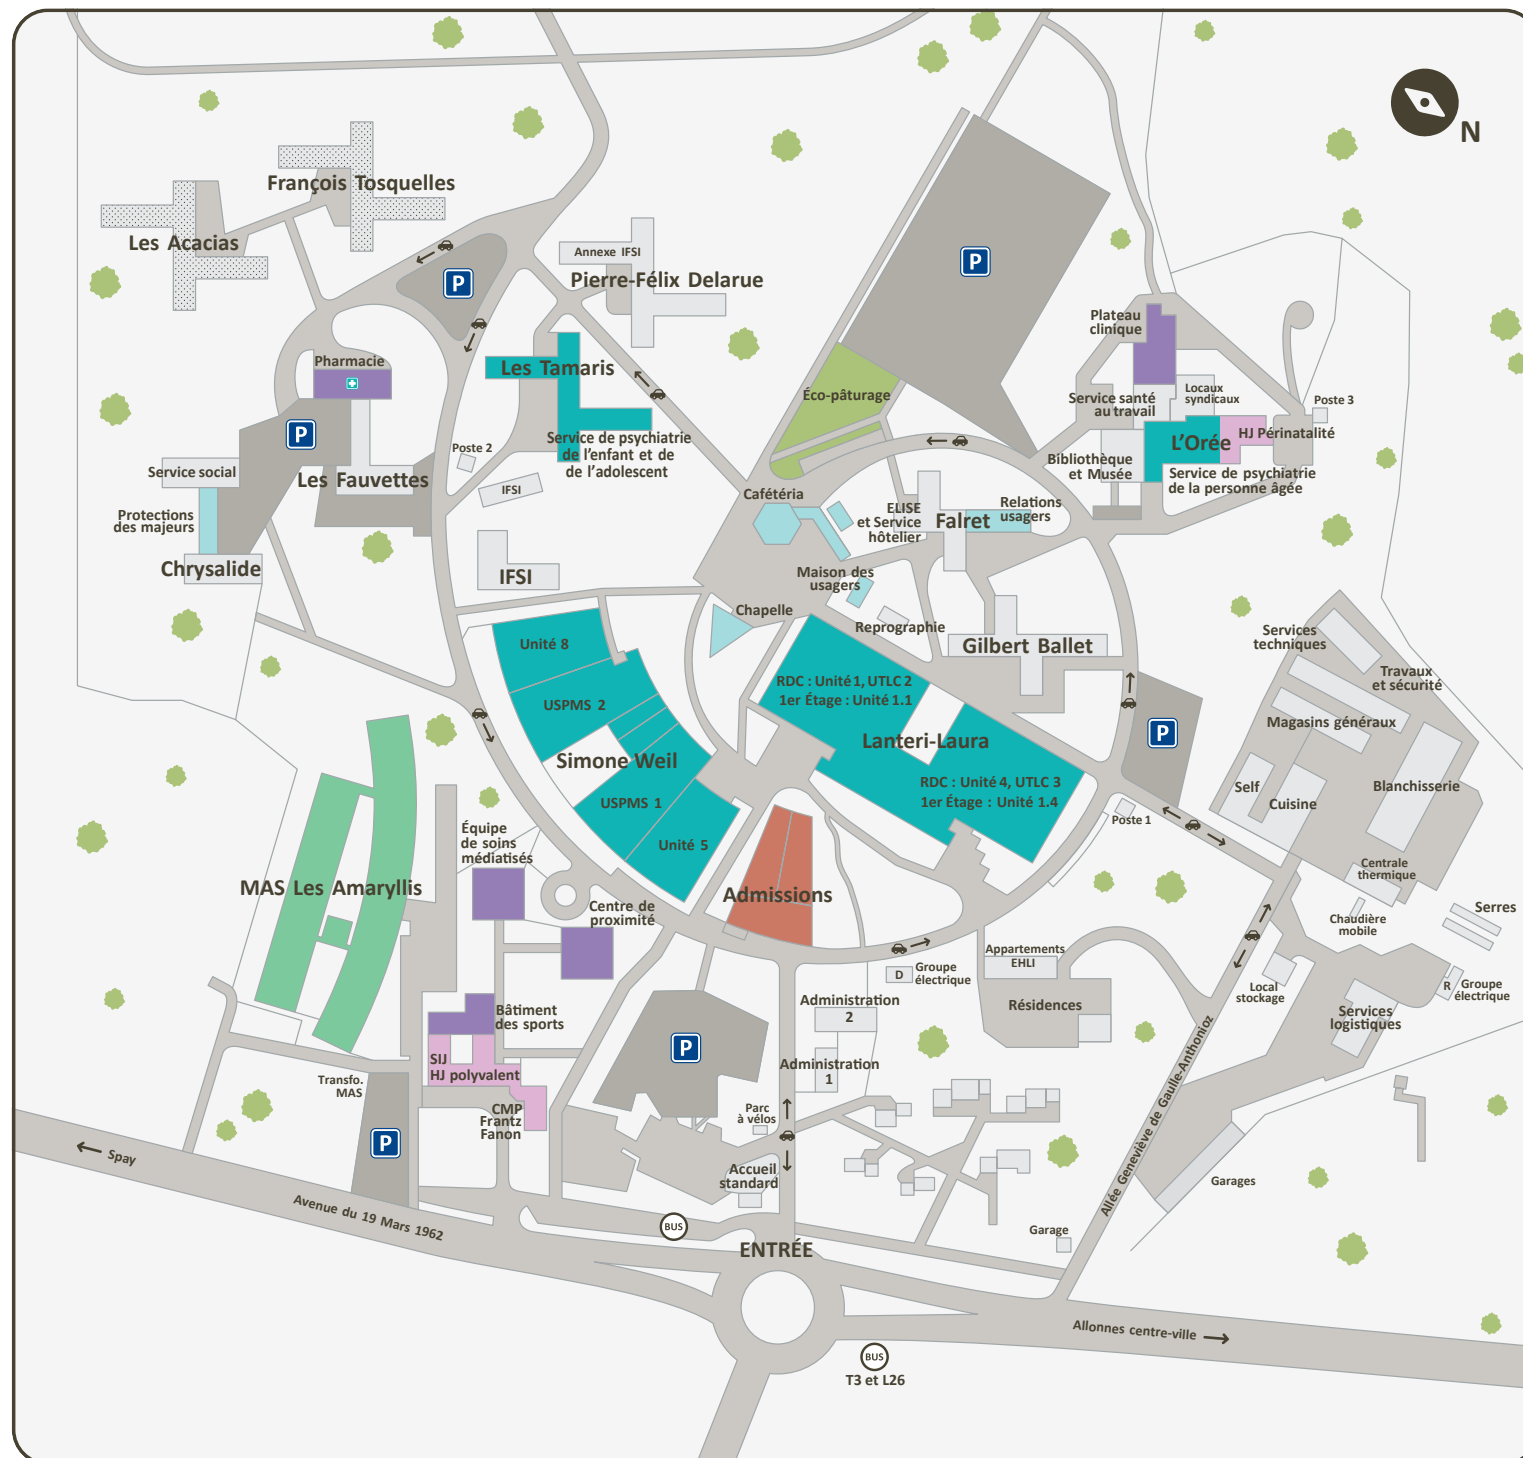 N
François Tosquelles
Les Acacias
P
Annexe IFSI
Pierre-Félix Delarue
P
Plateau
clinique
Pharmacie
Les Tamaris
Éco-pâturage
Service santé
au travail
Locaux
syndicaux
Poste 3
P
Service de psychiatrie
de l'enfant et de
de l'adolescent
L'Orée
HJ Périnatalité
Poste 2
Bibliothèque
et Musée
Service de psychiatrie
de la personne âgée
Service social
Les Fauvettes
IFSI
Cafétéria
ELISE
et Service
hôtelier
Falret
Relations
usagers
Protections
des majeurs
Chrysalide
IFSI
Maison des
usagers
Chapelle
Reprographie
Gilbert Ballet
Services
techniques
Travaux
et sécurité
Unité 8
RDC : Unité 1, UTLC 2
1er Étage : Unité 1.1
USPMS 2
Magasins généraux
P
Lanteri-Laura
Simone Weil
RDC : Unité 4, UTLC 3
1er Étage : Unité 1.4
Self
Cuisine
Blanchisserie
USPMS 1
Poste 1
Unité 5
Équipe
de soins
médiatisés
Centrale
thermique
MAS Les Amaryllis
Admissions
Centre de
proximité
Chaudière
mobile
Serres
Appartements
EHLI
D
Groupe
électrique
Local
stockage
R
Groupe
électrique
Résidences
Administration
2
Bâtiment
des sports
Services
logistiques
P
SIJ
HJ polyvalent
Administration
1
Transfo.
MAS
CMP
Frantz
Fanon
Parc
à vélos
P
Allée Geneviève de Gaulle-Anthonioz
Spay
Accueil
standard
Garages
Avenue du 19 Mars 1962
BUS
Garage
ENTRÉE
Allonnes centre-ville
BUS
T3 et L26